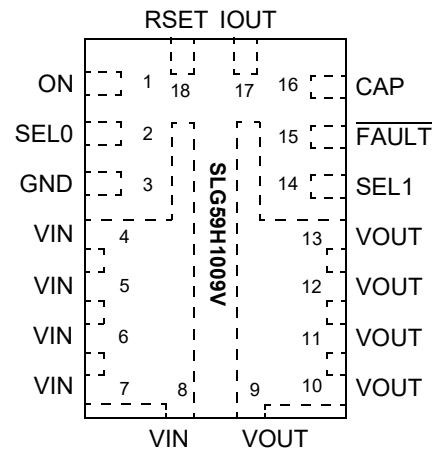 RSET IOUT
ON 1 18 17 16 CAP
SEL0 2 15 FAULT
GND 3 14 SEL1
SLG59H1009V
VIN 4 13 VOUT
VIN 5 12 VOUT
VIN 6 11 VOUT
VIN 7 8 9 10 VOUT
VIN VOUT